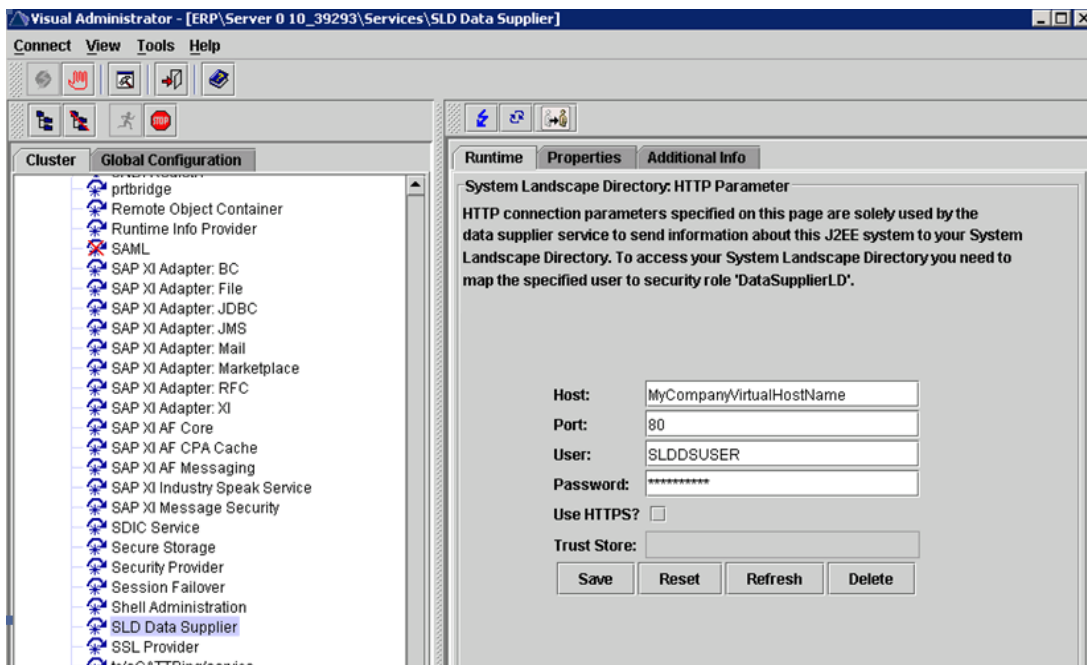 Visual Administrator - [ERP\Server 0 10_39293\Services\SLD Data Supplier]
Connect View Tools Help
STOP
Cluster Global Configuration
prtbridge
Remote Object Container
Runtime Info Provider
SAML
SAP XI Adapter: BC
SAP XI Adapter: File
SAP XI Adapter: JDBC
SAP XI Adapter: JMS
SAP XI Adapter: Mail
SAP XI Adapter: Marketplace
SAP XI Adapter: RFC
SAP XI Adapter: XI
SAP XI AF Core
SAP XI AF CPA Cache
SAP XI AF Messaging
SAP XI Industry Speak Service
SAP XI Message Security
SDIC Service
Secure Storage
Security Provider
Session Failover
Shell Administration
SLD Data Supplier
SSL Provider
Runtime Properties Additional Info
System Landscape Directory: HTTP Parameter
HTTP connection parameters specified on this page are solely used by the
data supplier service to send information about this J2EE system to your System
Landscape Directory. To access your System Landscape Directory you need to
map the specified user to security role 'DataSupplierLD'.
Host: MyCompanyVirtualHostName
Port: 80
User: SLDDSUSER
Password: **********
Use HTTPS?
Trust Store:
Save Reset Refresh Delete